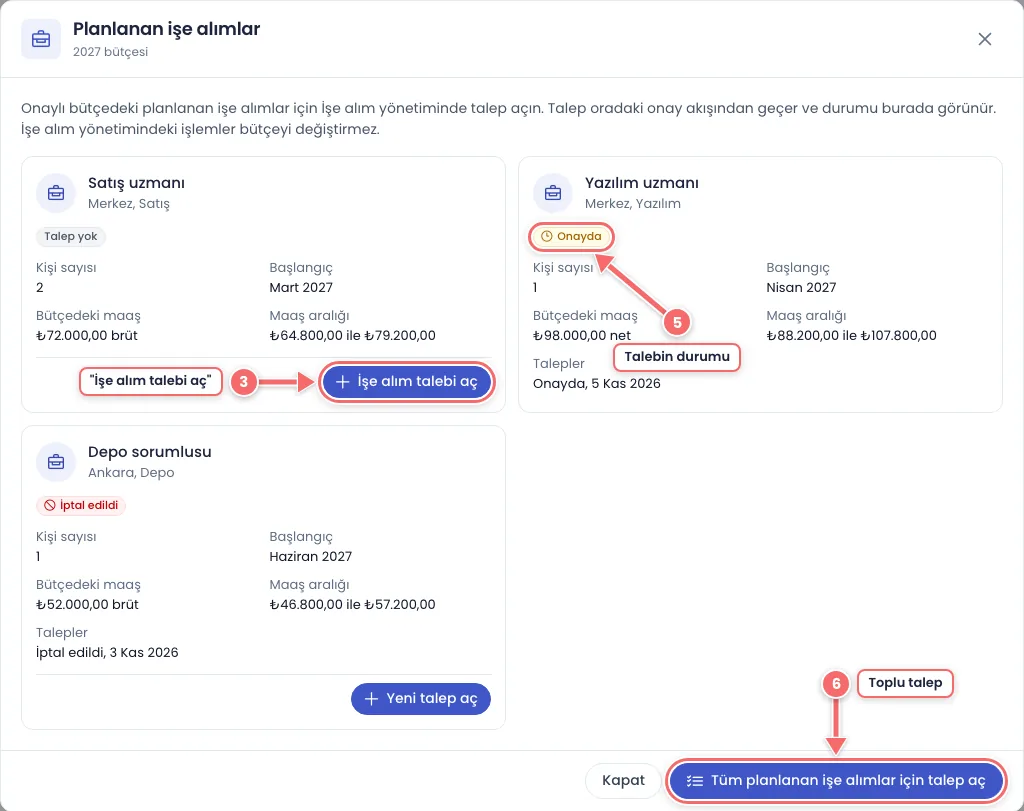 Planlanan işe alımlar
2027 bütçesi
Onaylı bütçedeki planlanan işe alımlar için İşe alım yönetiminde talep açın. Talep oradaki onay akışından geçer ve durumu burada görünür.
İşe alım yönetimindeki işlemler bütçeyi değiştirmez.
Satış uzmanı
Merkez, Satış
Talep yok
Kişi sayısı
2
Başlangıç
Mart 2027
Bütçedeki maaş
₺72.000,00 brüt
Maaş aralığı
₺64.800,00 ile ₺79.200,00
"İşe alım talebi aç"
3
İşe alım talebi aç
Yazılım uzmanı
Merkez, Yazılım
Onayda
Kişi sayısı
1
Başlangıç
Nisan 2027
Bütçedeki maaş
₺98.000,00 net
Maaş aralığı
₺88.200,00 ile ₺107.800,00
5
Talebin durumu
Talepler
Onayda, 5 Kas 2026
Depo sorumlusu
Ankara, Depo
İptal edildi
Kişi sayısı
1
Başlangıç
Haziran 2027
Bütçedeki maaş
₺52.000,00 brüt
Maaş aralığı
₺46.800,00 ile ₺57.200,00
Talepler
İptal edildi, 3 Kas 2026
Yeni talep aç
6
Toplu talep
Kapat
Tüm planlanan işe alımlar için talep aç